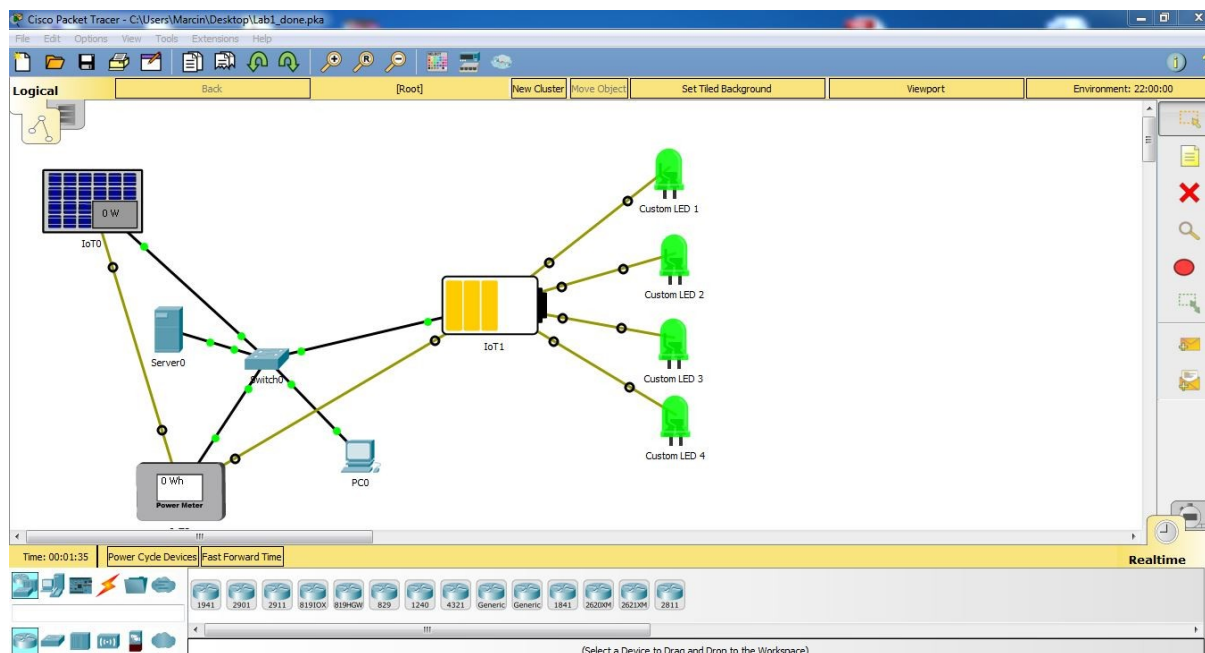 Cisco Packet Tracer - C:\Users\Marcin\Desktop\Lab1_done.pka
File Edit Options View Tools Extensions Help
Logical Back [Root] New Cluster Move Object Set Tiled Background Viewport Environment: 22:00:00
Custom LED 1
0 W
IoT0
Custom LED 2
IoT1
Server0
Switch0
Custom LED 3
Custom LED 4
PC0
0 Wh
Power Meter
Time: 00:01:35 Power Cycle Devices Fast Forward Time Realtime
1941 2901 2911 819IOX 819HGW 829 1240 4321 Generic Generic 1841 2620XM 2621XM 2811
(Select a Device to Drag and Drop to the Workspace)